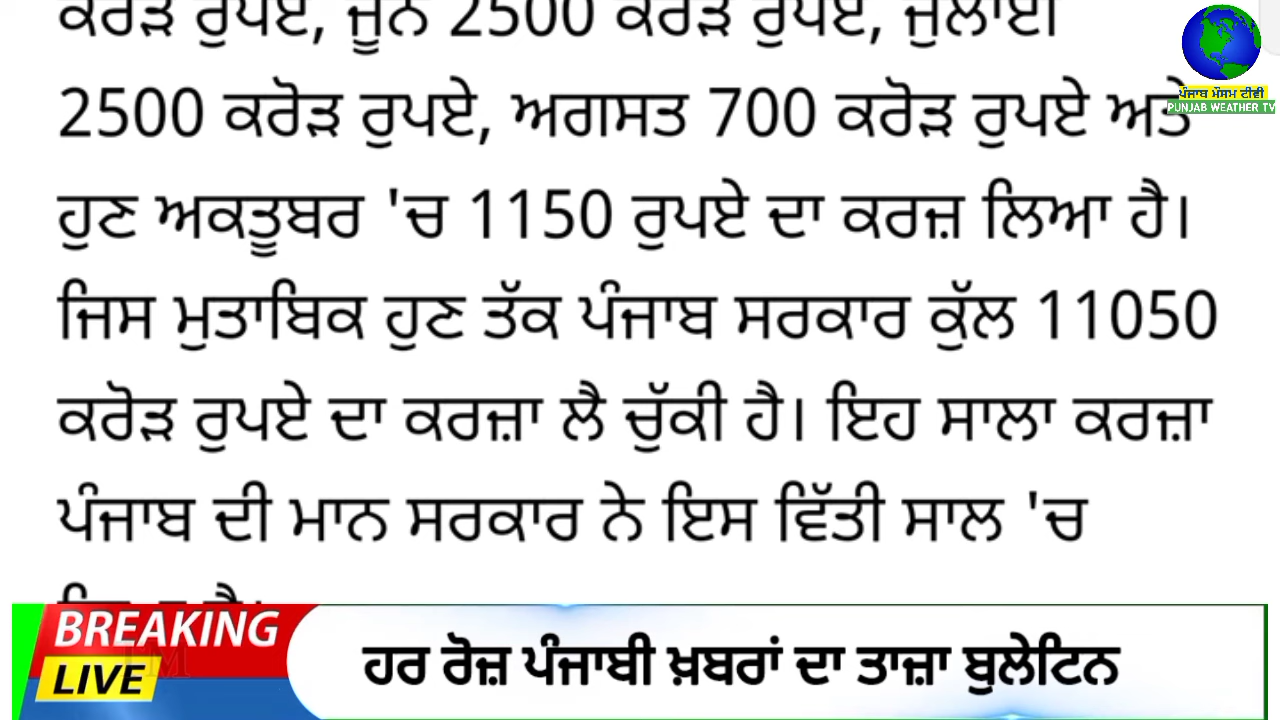 ਕਰੋੜ ਰੁਪਏ, ਜੂਨ 2500 ਕਰੋੜ ਰੁਪਏ, ਜੁਲਾਈ
2500 ਕਰੋੜ ਰੁਪਏ, ਅਗਸਤ 700 ਕਰੋੜ ਰੁਪਏ ਅਤੇ
ਹੁਣ ਅਕਤੂਬਰ 'ਚ 1150 ਰੁਪਏ ਦਾ ਕਰਜ਼ ਲਿਆ ਹੈ।
ਜਿਸ ਮੁਤਾਬਿਕ ਹੁਣ ਤੱਕ ਪੰਜਾਬ ਸਰਕਾਰ ਕੁੱਲ 11050
ਕਰੋੜ ਰੁਪਏ ਦਾ ਕਰਜ਼ਾ ਲੈ ਚੁੱਕੀ ਹੈ। ਇਹ ਸਾਲਾ ਕਰਜ਼ਾ
ਪੰਜਾਬ ਦੀ ਮਾਨ ਸਰਕਾਰ ਨੇ ਇਸ ਵਿੱਤੀ ਸਾਲ 'ਚ
ਪੰਜਾਬ ਮੌਸਮ ਟੀਵੀ
PUNJAB WEATHER TV
BREAKING
LIVE
ਹਰ ਰੋਜ਼ ਪੰਜਾਬੀ ਖ਼ਬਰਾਂ ਦਾ ਤਾਜ਼ਾ ਬੁਲੇਟਿਨ